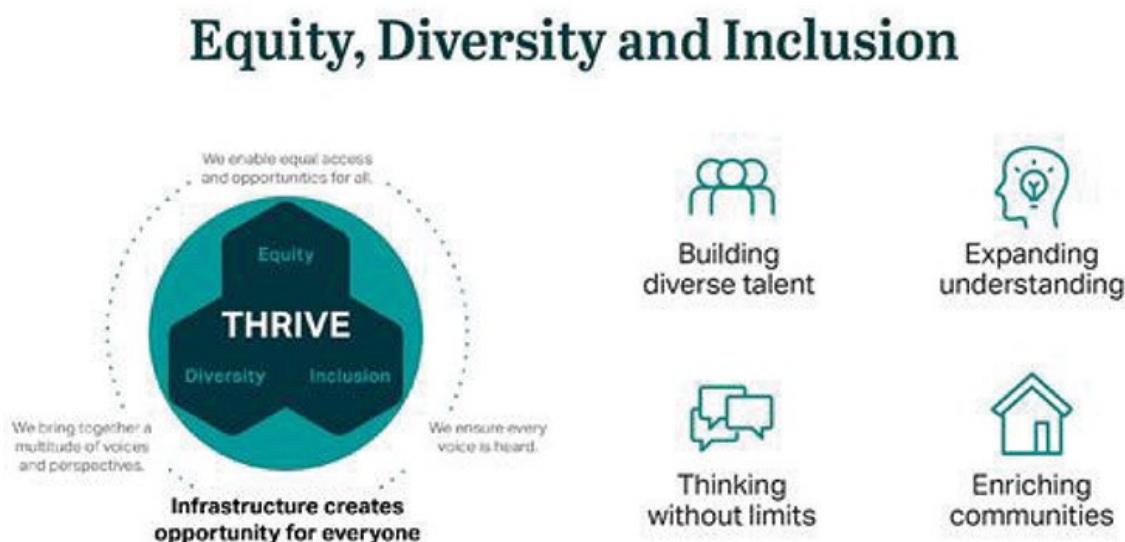 Equity, Diversity and Inclusion
We enable equal access
and opportunities for all.
Equity
THRIVE
Diversity
Inclusion
We bring together a
multitude of voices
and perspectives.
We ensure every
voice is heard.
Infrastructure creates
opportunity for everyone
Building
diverse talent
Expanding
understanding
Thinking
without limits
Enriching
communities